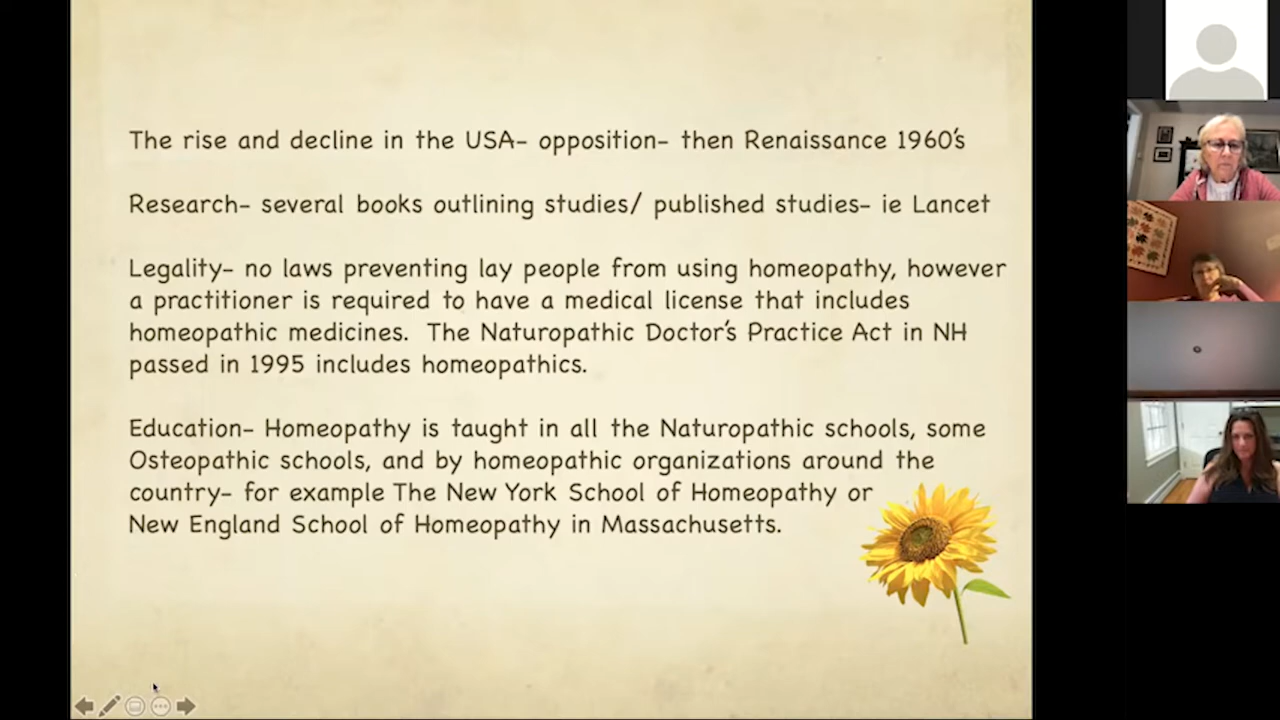 The rise and decline in the USA- opposition- then Renaissance 1960's
Research- several books outlining studies/ published studies- ie Lancet
Legality- no laws preventing lay people from using homeopathy, however
a practitioner is required to have a medical license that includes
homeopathic medicines. The Naturopathic Doctor's Practice Act in NH
passed in 1995 includes homeopathics.
Education- Homeopathy is taught in all the Naturopathic schools, some
Osteopathic schools, and by homeopathic organizations around the
country- for example The New York School of Homeopathy or
New England School of Homeopathy in Massachusetts.